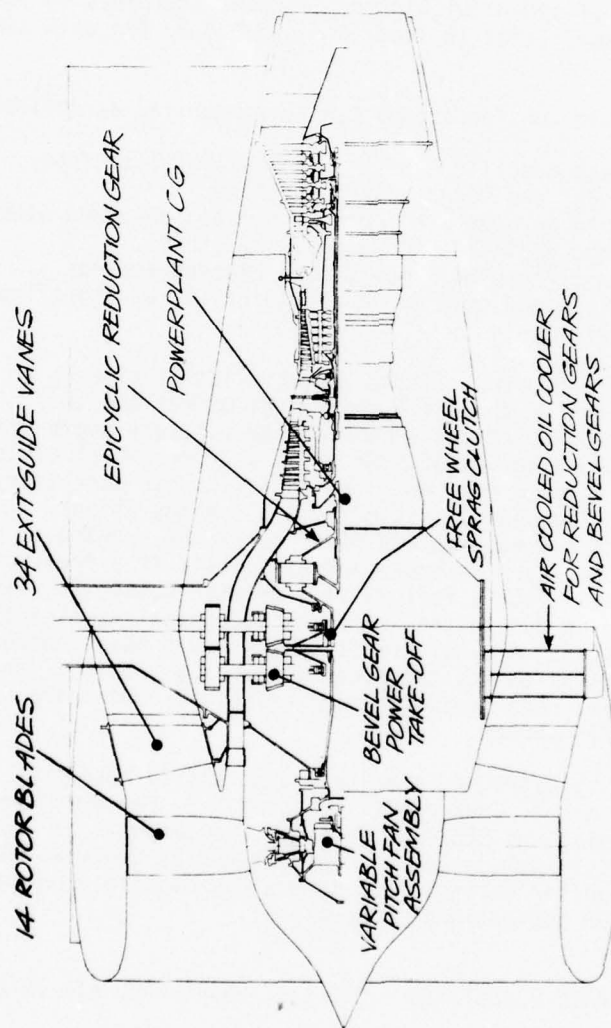 14 ROTOR BLADES
34 EXIT GUIDE VANES
EPICYCLIC REDUCTION GEAR
POWERPLANT CG
VARIABLE
PITCH FAN
ASSEMBLY
BEVEL GEAR
POWER
TAKE-OFF
FREE WHEEL
SPRAG CLUTCH
AIR COOLED OIL COOLER
FOR REDUCTION GEARS
AND BEVEL GEARS